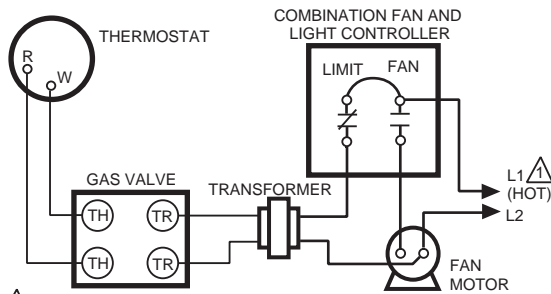 COMBINATION FAN AND
LIGHT CONTROLLER
THERMOSTAT
R
W
LIMIT
FAN
GAS VALVE
TRANSFORMER
TH
TR
TH
TR
L1
1
(HOT)
L2
FAN
MOTOR